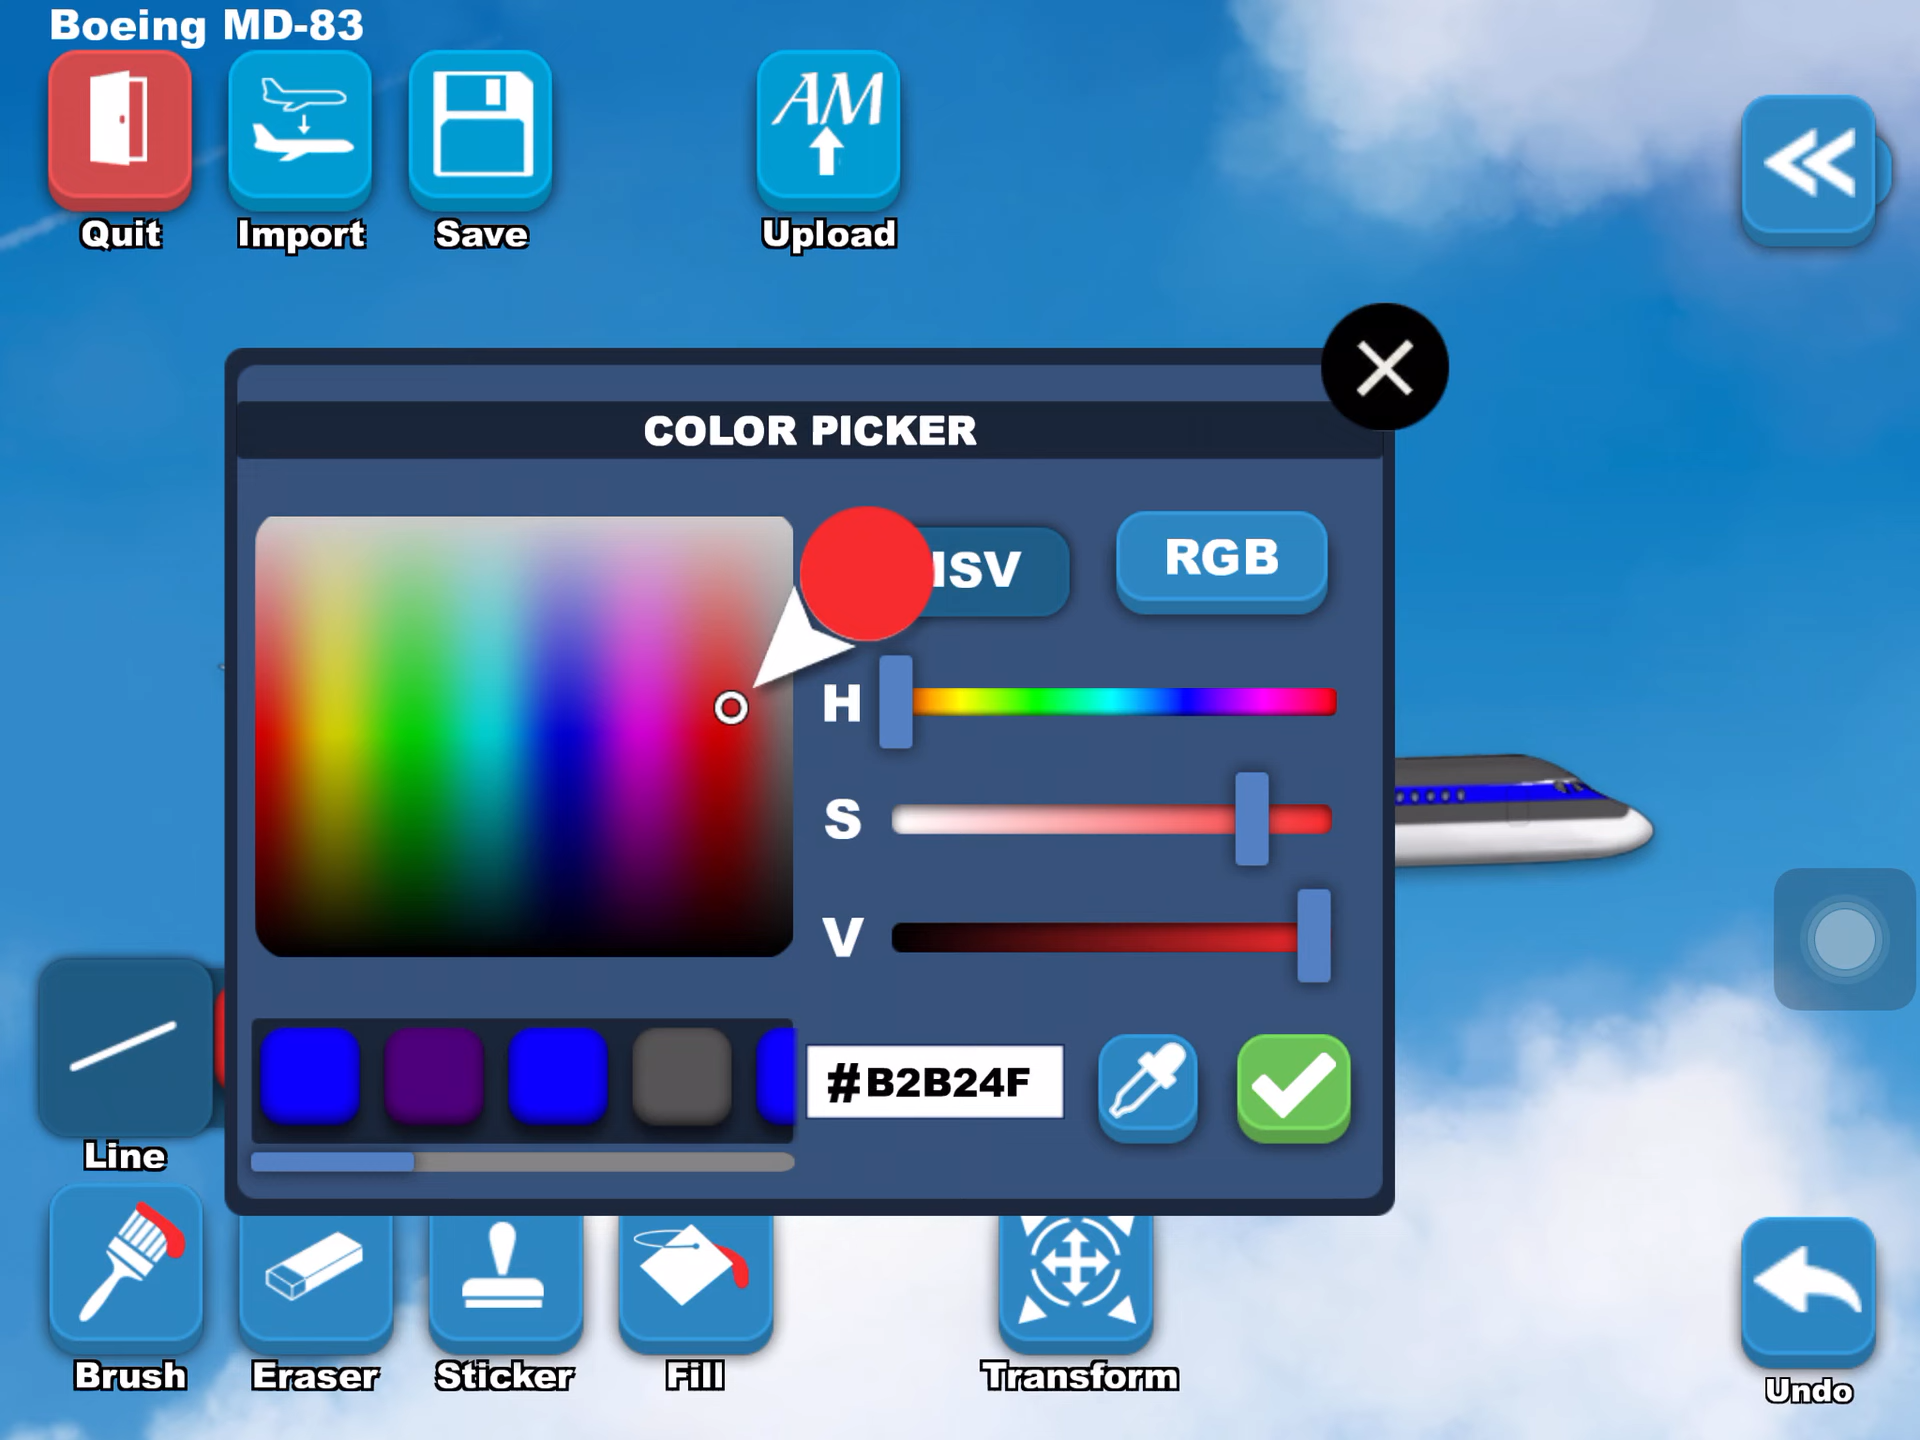 Boeing MD-83
AM
Quit
Import
Save
Upload
COLOR PICKER
RGB
H
S
V
#B2B24F
Line
Brush
Eraser
Sticker
Fill
Transform
Undo